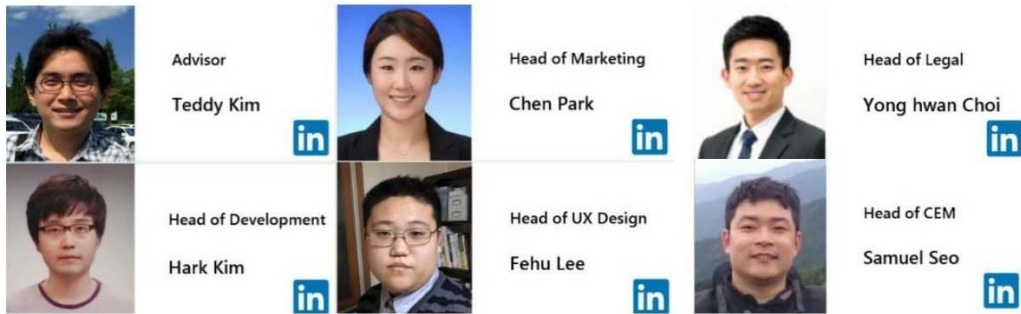 Advisor
Teddy Kim
in
Head of Marketing
Chen Park
in
Head of Legal
Yong hwan Choi
in
Head of Development
Hark Kim
in
Head of UX Design
Fehu Lee
in
Head of CEM
Samuel Seo
in